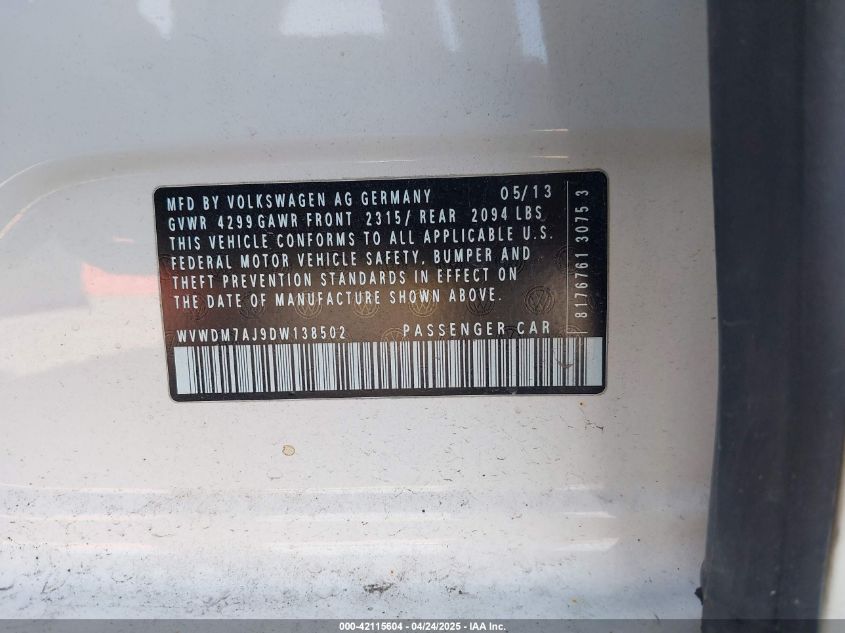 MFD BY VOLKSWAGEN AG GERMANY 05/13
GVWR 4299 GAWR FRONT 2315/ REAR 2094 LBS
THIS VEHICLE CONFORMS TO ALL APPLICABLE U.S.
FEDERAL MOTOR VEHICLE SAFETY, BUMPER AND
THEFT PREVENTION STANDARDS IN EFFECT ON
THE DATE OF MANUFACTURE SHOWN ABOVE.
WVWDM7AJ9DW138502 PASSENGER CAR
8176761 3075 3
000-42115604 - 04/24/2025 - IAA Inc.